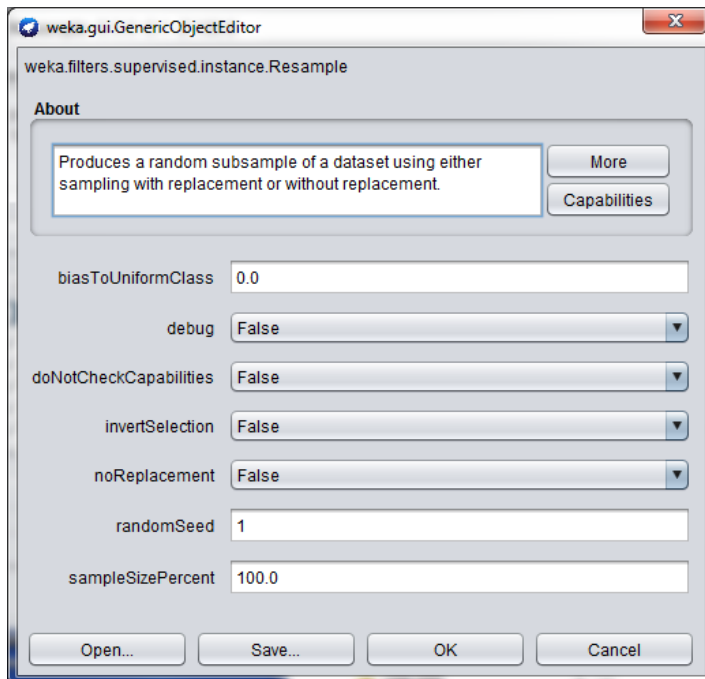 weka.gui.GenericObjectEditor
weka.filters.supervised.instance.Resample
About
Produces a random subsample of a dataset using either
sampling with replacement or without replacement.
More
Capabilities
biasToUniformClass 0.0
debug False
doNotCheckCapabilities False
invertSelection False
noReplacement False
randomSeed 1
sampleSizePercent 100.0
Open... Save... OK Cancel